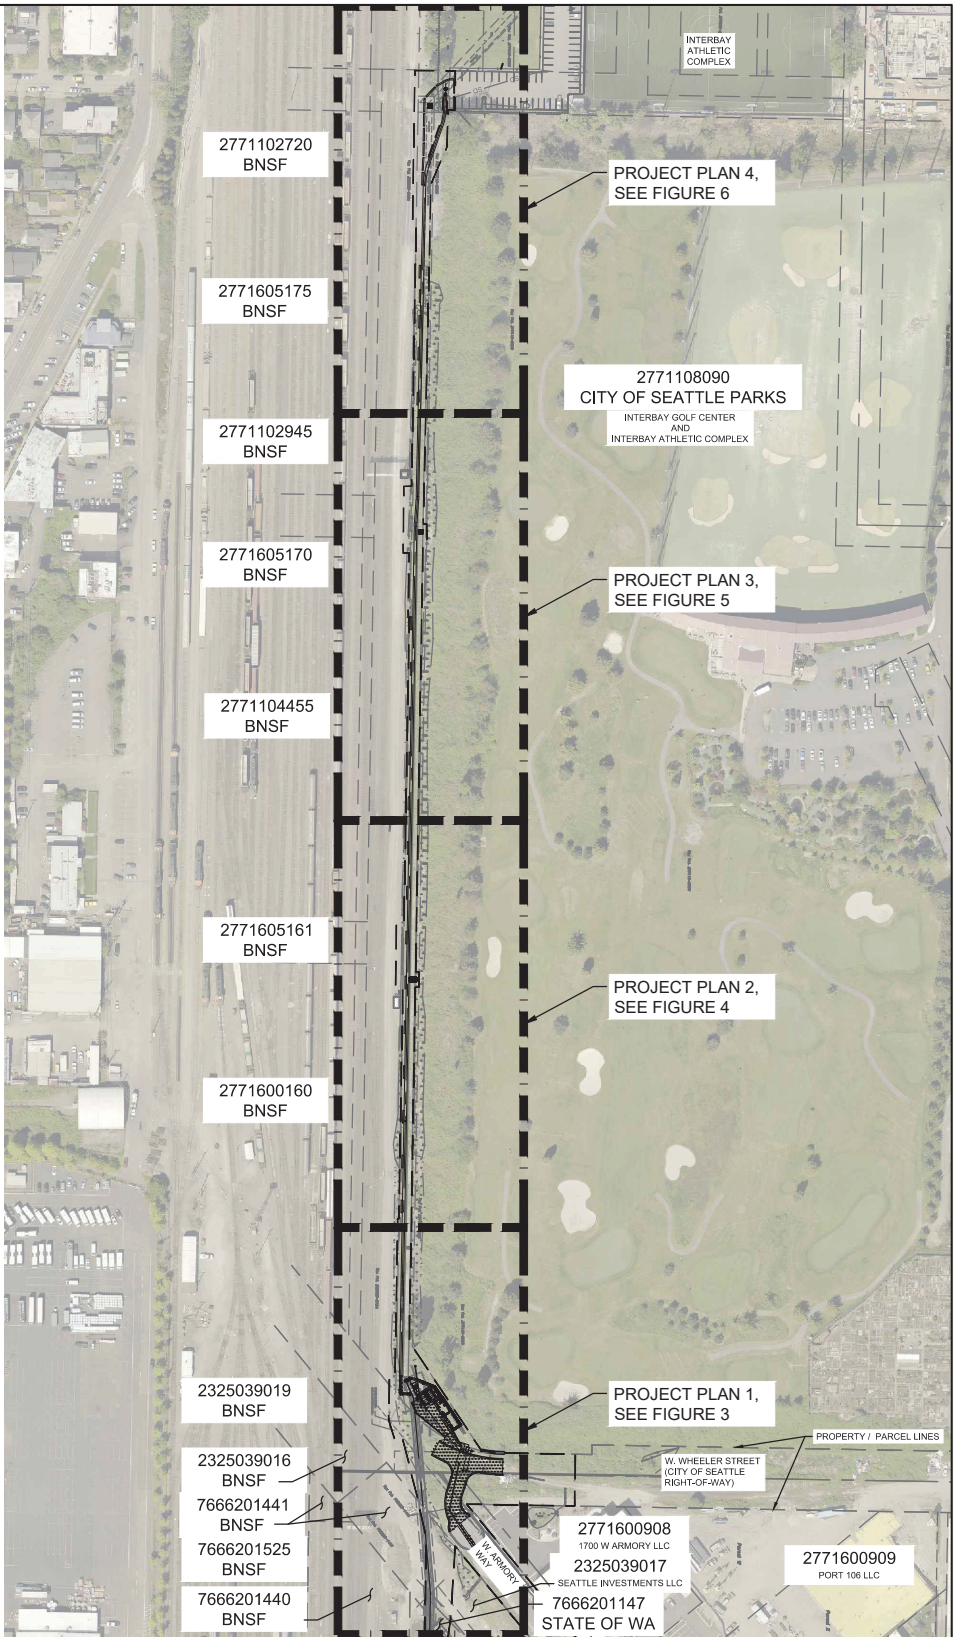 INTERBAY
ATHLETIC
COMPLEX
2771102720
BNSF
PROJECT PLAN 4,
SEE FIGURE 6
2771605175
BNSF
2771108090
CITY OF SEATTLE PARKS
INTERBAY GOLF CENTER
AND
INTERBAY ATHLETIC COMPLEX
2771102945
BNSF
2771605170
BNSF
PROJECT PLAN 3,
SEE FIGURE 5
2771104455
BNSF
2771605161
BNSF
PROJECT PLAN 2,
SEE FIGURE 4
2771600160
BNSF
2325039019
BNSF
PROJECT PLAN 1,
SEE FIGURE 3
PROPERTY / PARCEL LINES
2325039016
BNSF
W. WHEELER STREET
(CITY OF SEATTLE
RIGHT-OF-WAY)
7666201441
BNSF
7666201525
BNSF
W. ARMORY
WAY
2771600908
1700 W ARMORY LLC
2325039017
SEATTLE INVESTMENTS LLC
2771600909
PORT 106 LLC
7666201440
BNSF
7666201147
STATE OF WA